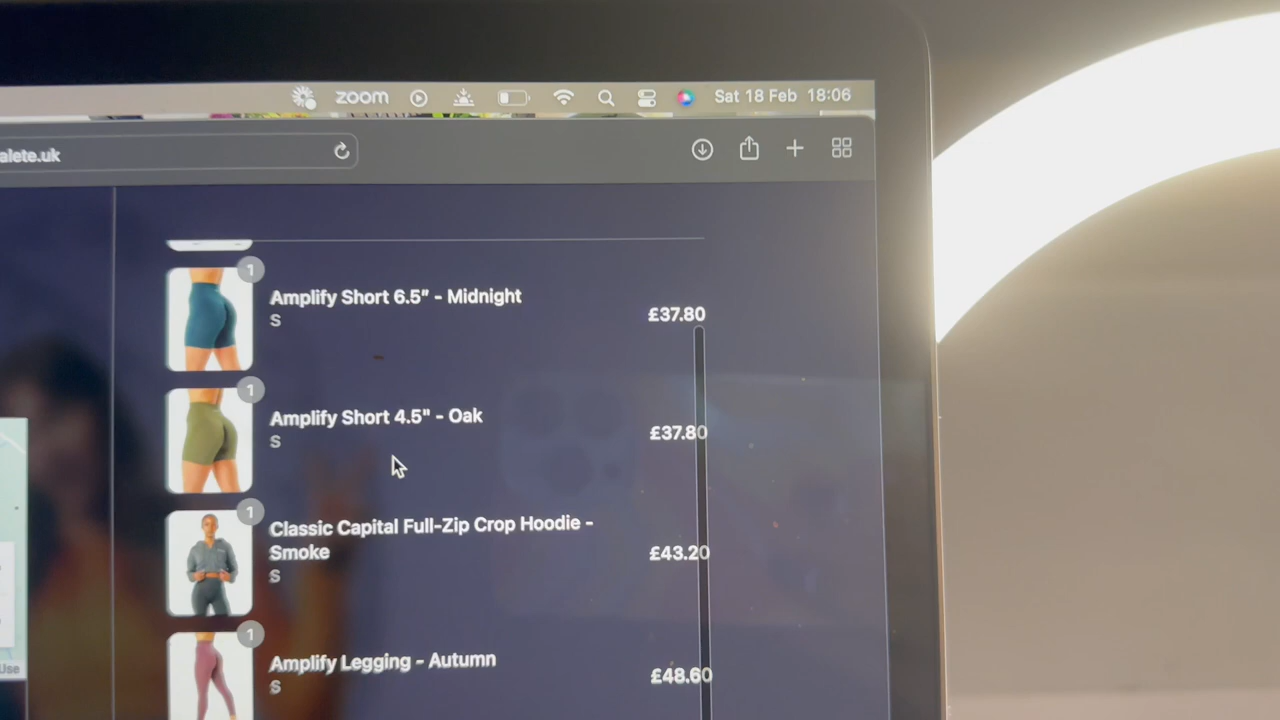 zoom
Sat 18 Feb 18:06
alete.uk
1
Amplify Short 6.5" - Midnight
S
£37.80
1
Amplify Short 4.5" - Oak
S
£37.80
1
Classic Capital Full-Zip Crop Hoodie -
Smoke
S
£43.20
1
Amplify Legging - Autumn
S
£48.60
Use